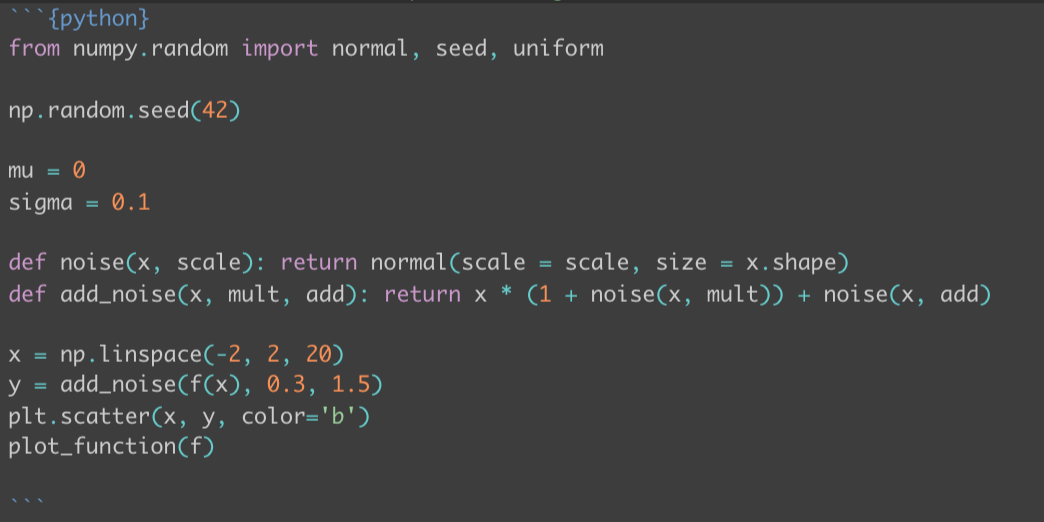 ```{python}
from numpy.random import normal, seed, uniform
np.random.seed(42)
mu = 0
sigma = 0.1
def noise(x, scale): return normal(scale = scale, size = x.shape)
def add_noise(x, mult, add): return x * (1 + noise(x, mult)) + noise(x, add)
x = np.linspace(-2, 2, 20)
y = add_noise(f(x), 0.3, 1.5)
plt.scatter(x, y, color='b')
plot_function(f)
```